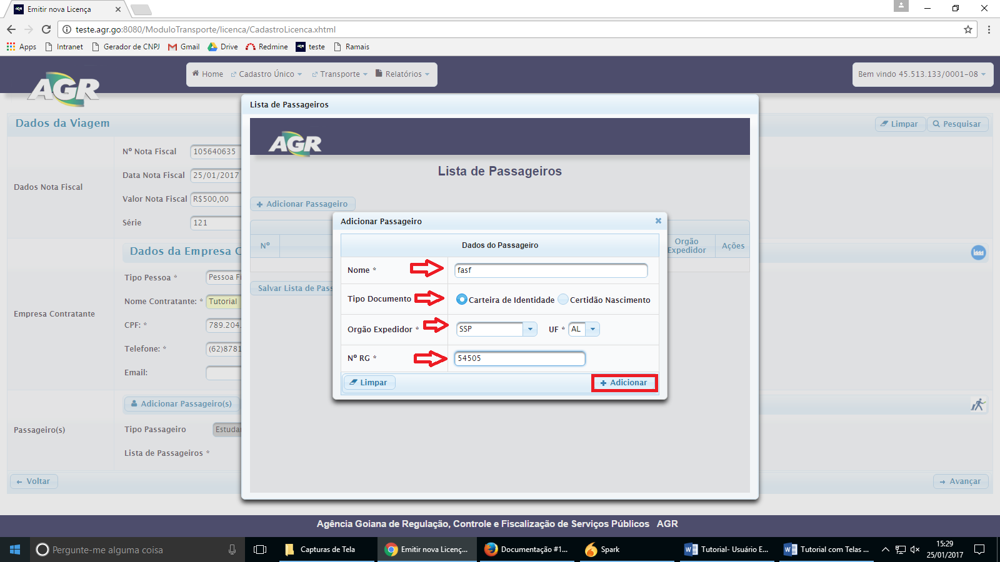 Emitir nova Licença
teste.agr.go:8080/ModuloTransporte/licenca/CadastroLicenca.xhtml
Apps Intranet Gerador de CNPJ Gmail Drive Redmine teste Ramais
AGR
Home Cadastro Único Transporte Relatórios
Bem vindo 45.513.133/0001-08
Lista de Passageiros
AGR
Lista de Passageiros
Adicionar Passageiro
Nº Orgão Expedidor Ações
Salvar Lista de Pass
Adicionar Passageiro
Dados do Passageiro
Nome * fasf
Tipo Documento Carteira de Identidade Certidão Nascimento
Orgão Expedidor * SSP UF * AL
Nº RG * 54505
Limpar Adicionar
Dados da Viagem
Limpar Pesquisar
Dados Nota Fiscal
Nº Nota Fiscal 105640635
Data Nota Fiscal 25/01/2017
Valor Nota Fiscal R$500,00
Série 121
Empresa Contratante
Dados da Empresa C
Tipo Pessoa * Pessoa Fi
Nome Contratante: * Tutorial
CPF: * 789.204.
Telefone: * (62)8781
Email:
Passageiro(s)
Adicionar Passageiro(s)
Tipo Passageiro Estudan
Lista de Passageiros *
Voltar Avançar
Agência Goiana de Regulação, Controle e Fiscalização de Serviços Públicos AGR
Pergunte-me alguma coisa
Capturas de Tela
Emitir nova Licenç...
Documentação #1...
Spark
Tutorial- Usuário E...
Tutorial com Telas ...
15:29
25/01/2017